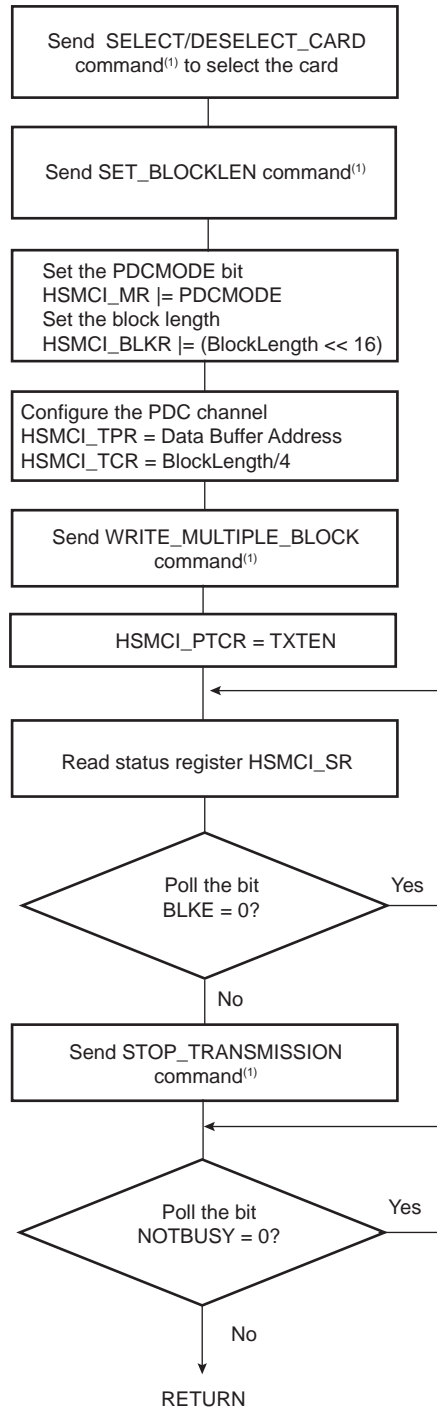 Send SELECT/DESELECT_CARD
command(1) to select the card
Send SET_BLOCKLEN command(1)
Set the PDCMODE bit
HSMCI_MR |= PDCMODE
Set the block length
HSMCI_BLKR |= (BlockLength << 16)
Configure the PDC channel
HSMCI_TPR = Data Buffer Address
HSMCI_TCR = BlockLength/4
Send WRITE_MULTIPLE_BLOCK
command(1)
HSMCI_PTCR = TXTEN
Read status register HSMCI_SR
Poll the bit
BLKE = 0?
Yes
No
Send STOP_TRANSMISSION
command(1)
Poll the bit
NOTBUSY = 0?
Yes
No
RETURN